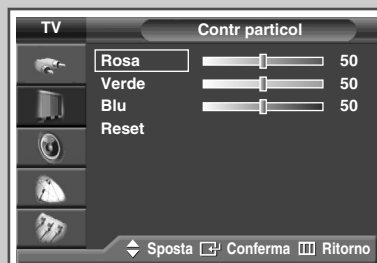 TV
Contr particol
Rosa 50
Verde 50
Blu 50
Reset
Sposta Conferma Ritorno